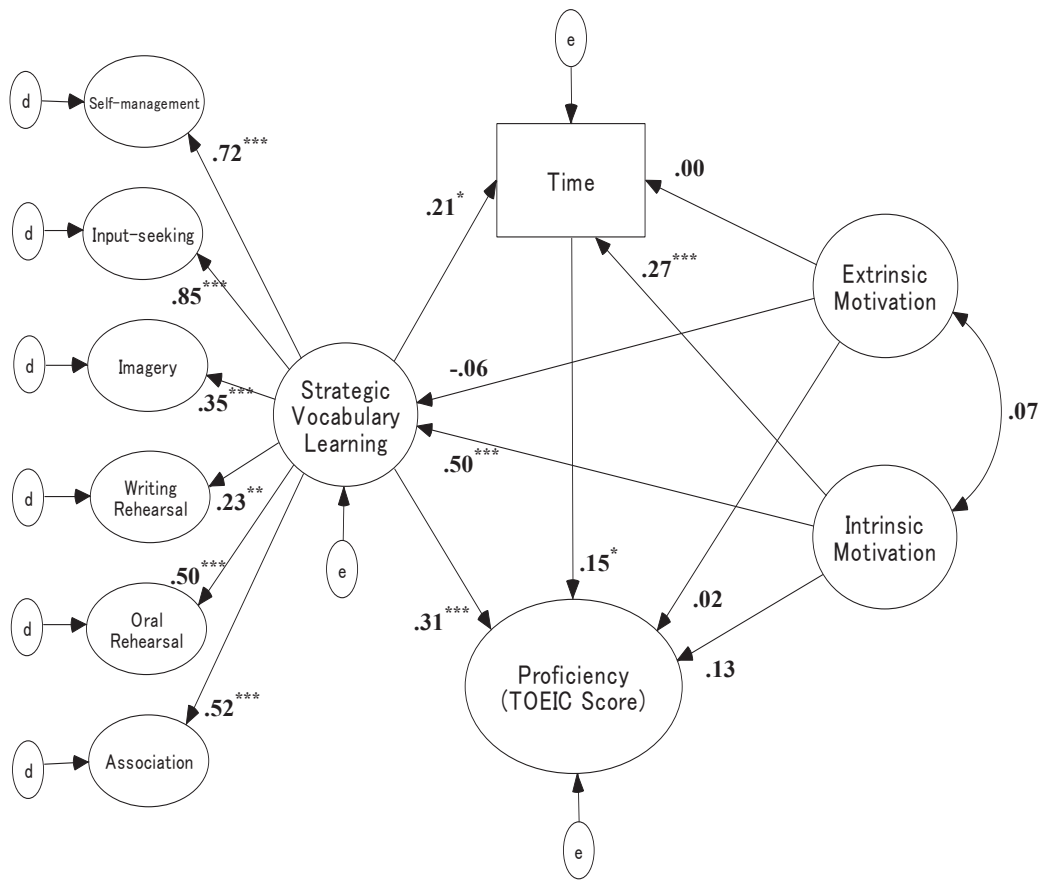 e
d
Self-management
.72***
Time
.00
.21*
d
Input-seeking
.27***
Extrinsic
Motivation
.85***
d
Imagery
-.06
.35***
Strategic
Vocabulary
Learning
.07
.50***
d
Writing
Rehearsal
.23**
Intrinsic
Motivation
e
.50***
.15*
d
Oral
Rehearsal
.31***
.02
.13
Proficiency
(TOEIC Score)
.52***
d
Association
e